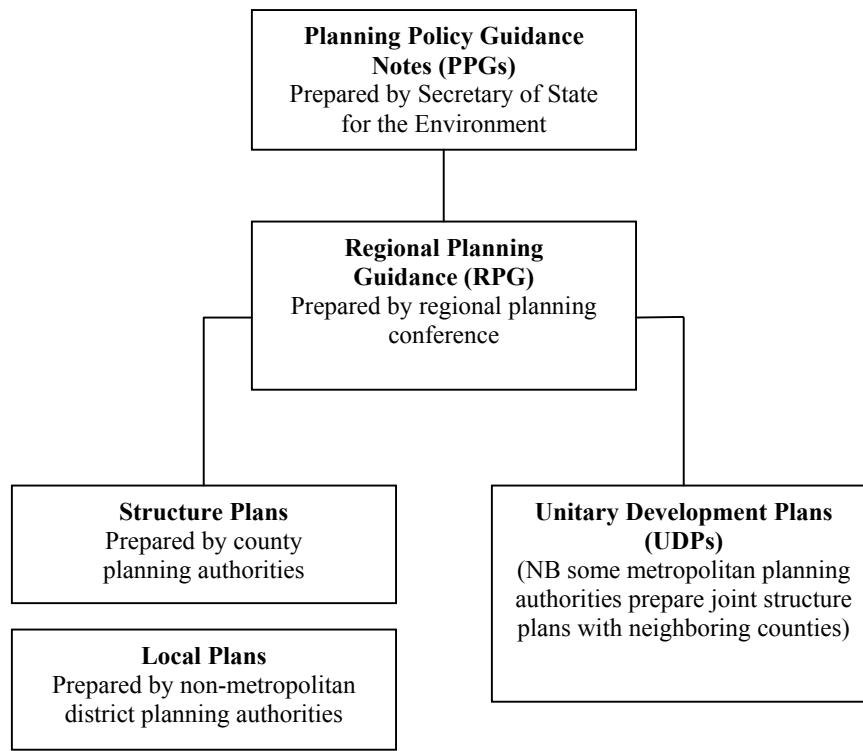 Planning Policy Guidance
Notes (PPGs)
Prepared by Secretary of State
for the Environment
Regional Planning
Guidance (RPG)
Prepared by regional planning
conference
Structure Plans
Prepared by county
planning authorities
Local Plans
Prepared by non-metropolitan
district planning authorities
Unitary Development Plans
(UDPs)
(NB some metropolitan planning
authorities prepare joint structure
plans with neighboring counties)